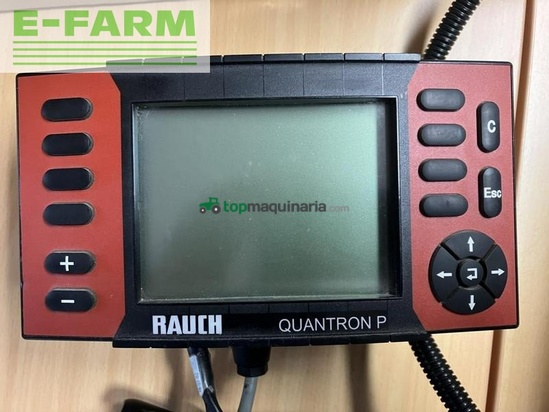 E-FARM
C
Esc
topmaquinaria.com
+
−
RAUCH
QUANTRON P